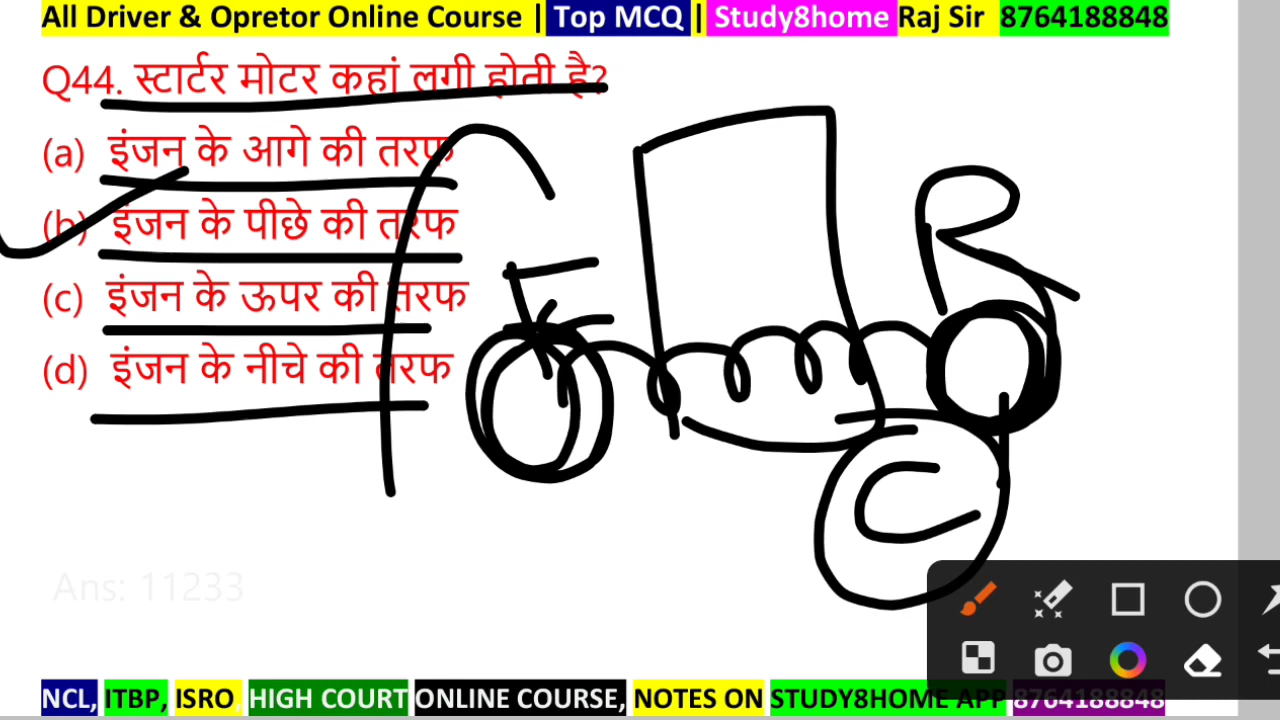 All Driver & Opretor Online Course | Top MCQ | Study8home Raj Sir 8764188848
Q44. स्टार्टर मोटर कहां लगी होती है?
(a) इंजन के आगे की तरफ
(b) इंजन के पीछे की तरफ
(c) इंजन के ऊपर की तरफ
(d) इंजन के नीचे की तरफ
F
R
C
Ans: 11233
NCL, ITBP, ISRO, HIGH COURT ONLINE COURSE, NOTES ON STUDY8HOME APP 8764188848